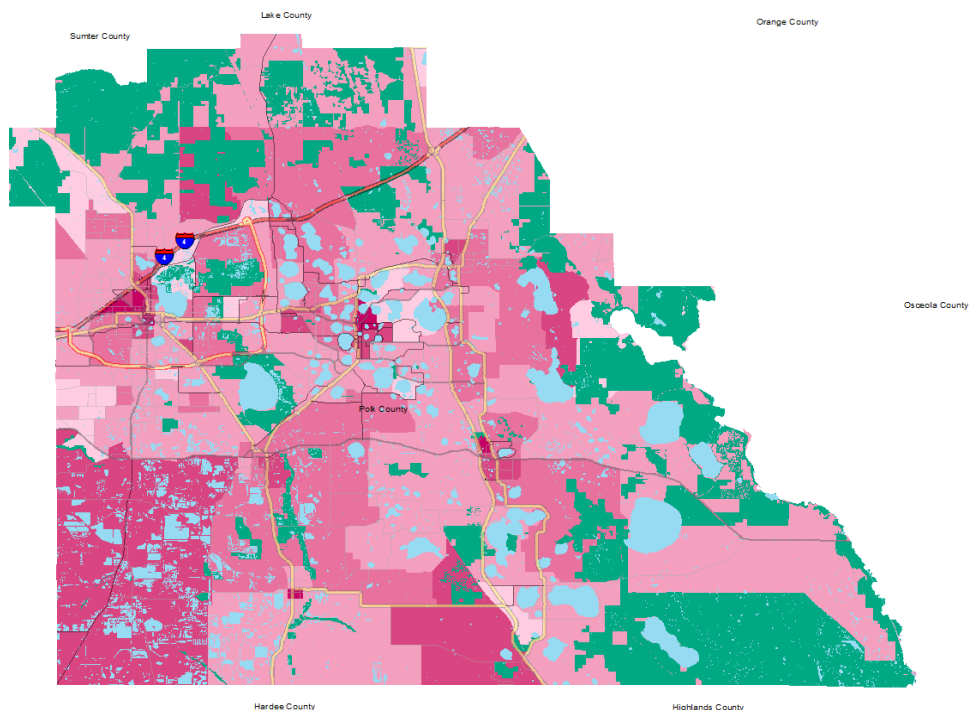 Lake County
Orange County
Sumter County
4
4
Osceola County
Polk County
Hardee County
Highlands County